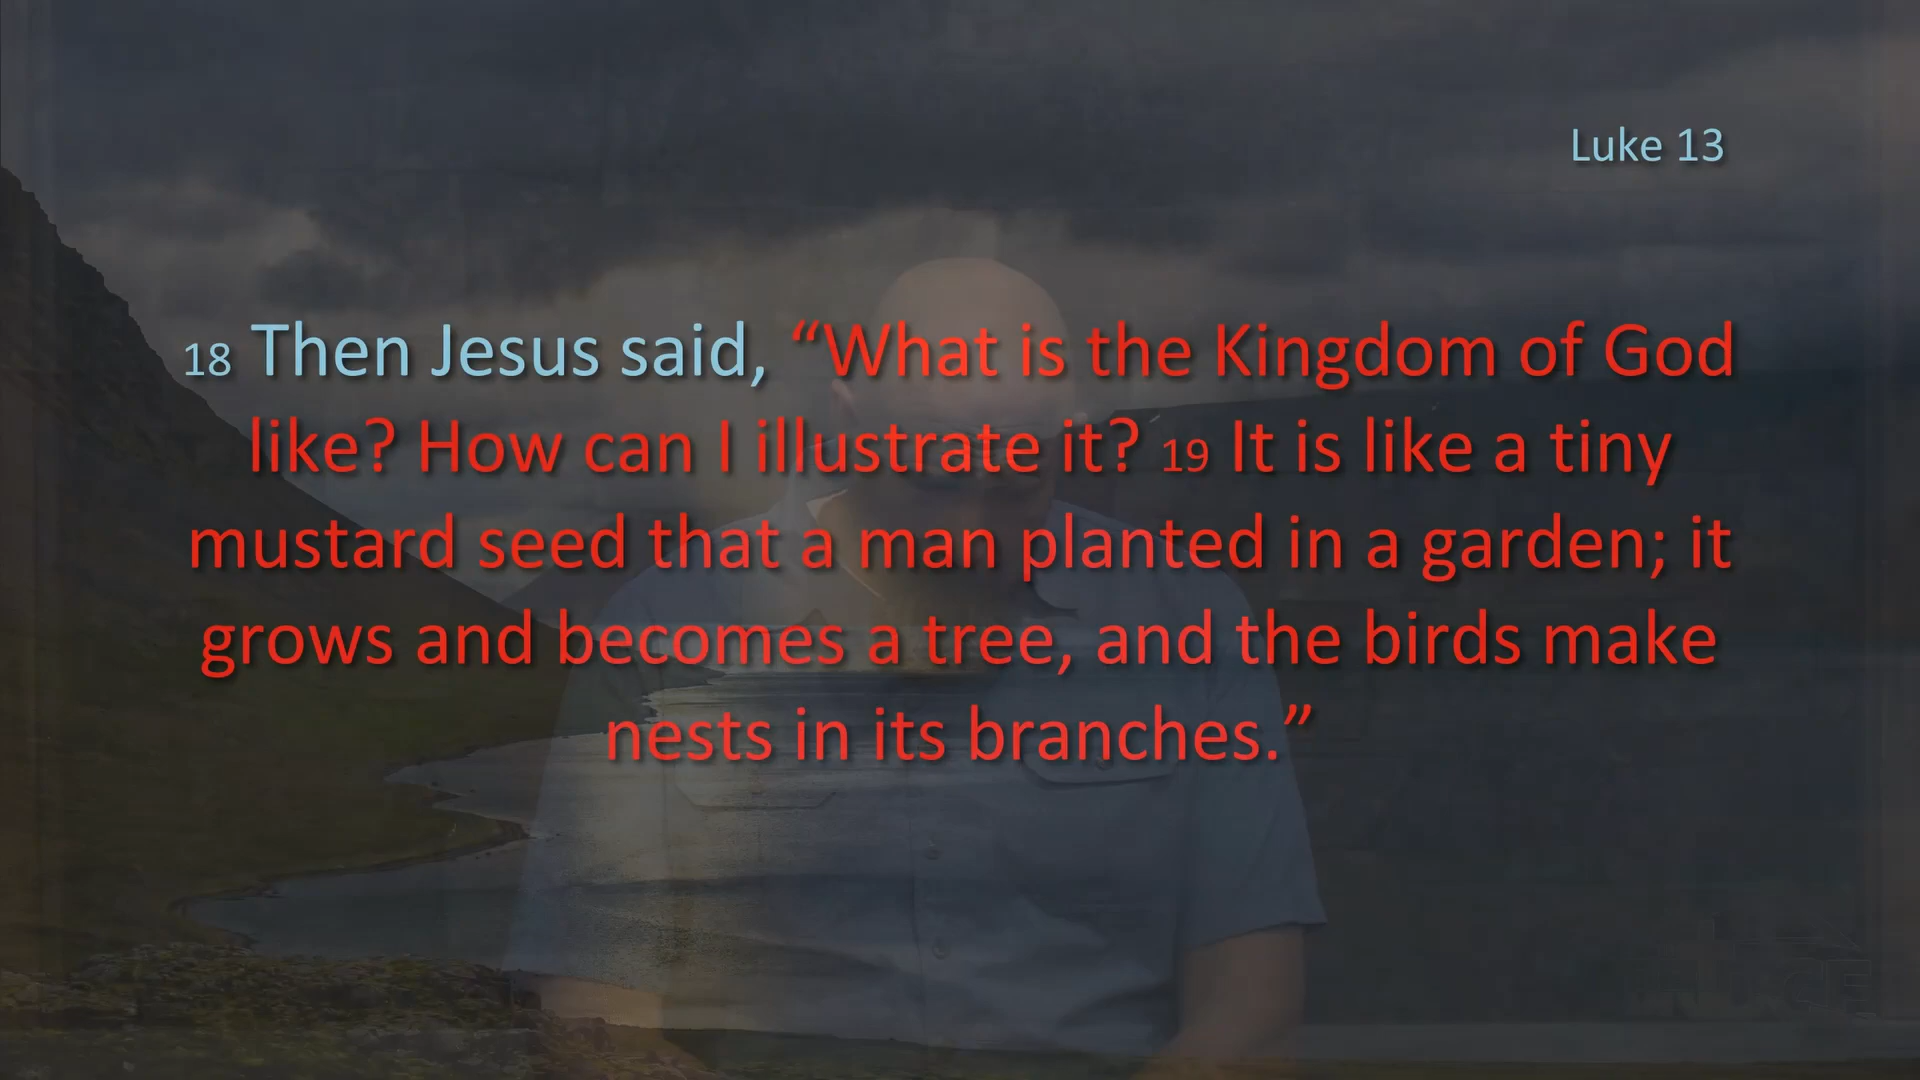 Luke 13
18 Then Jesus said, “What is the Kingdom of God
like? How can I illustrate it? 19 It is like a tiny
mustard seed that a man planted in a garden; it
grows and becomes a tree, and the birds make
nests in its branches.”